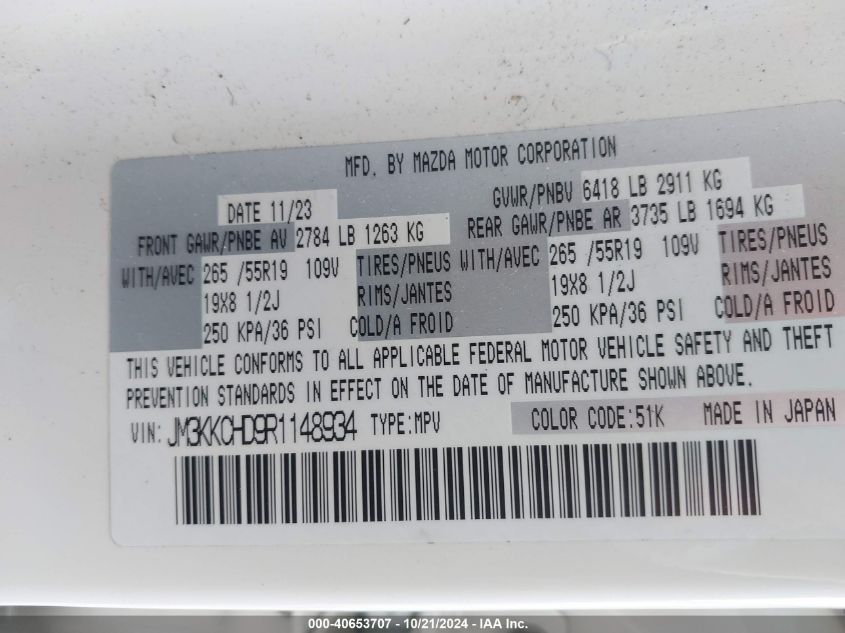 MFD. BY MAZDA MOTOR CORPORATION
DATE 11/23 GVWR/PNBV 6418 LB 2911 KG
FRONT GAWR/PNBE AV 2784 LB 1263 KG REAR GAWR/PNBE AR 3735 LB 1694 KG
WITH/AVEC 265 /55R19 109V TIRES/PNEUS WITH/AVEC 265 /55R19 109V TIRES/PNEUS
19X8 1/2J RIMS/JANTES 19X8 1/2J RIMS/JANTES
250 KPA/36 PSI COLD/A FROID 250 KPA/36 PSI COLD/A FROID
THIS VEHICLE CONFORMS TO ALL APPLICABLE FEDERAL MOTOR VEHICLE SAFETY AND THEFT
PREVENTION STANDARDS IN EFFECT ON THE DATE OF MANUFACTURE SHOWN ABOVE.
VIN: JM3KKCHD9R1148934 TYPE:MPV COLOR CODE:51K MADE IN JAPAN
000-40653707 - 10/21/2024 - IAA Inc.